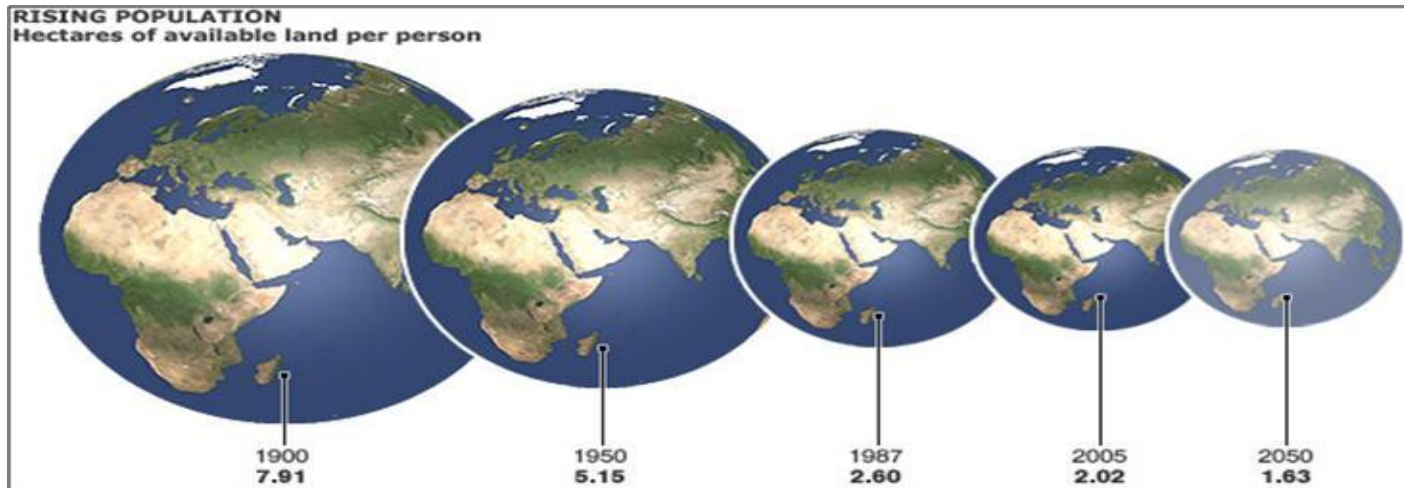 RISING POPULATION
Hectares of available land per person
1900 1950 1987 2005 2050
7.91 5.15 2.60 2.02 1.63